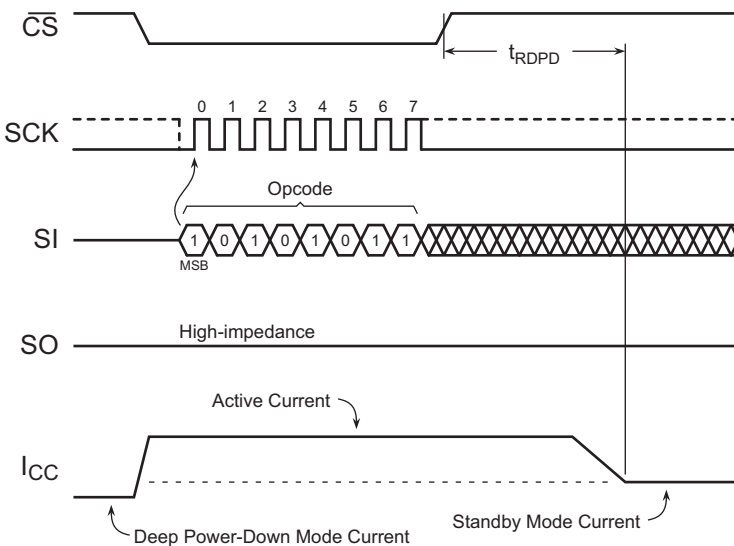 CS
tRDPD
SCK
0 1 2 3 4 5 6 7
Opcode
SI
1 0 1 0 1 0 1 1
MSB
SO
High-impedance
Active Current
ICC
Deep Power-Down Mode Current
Standby Mode Current